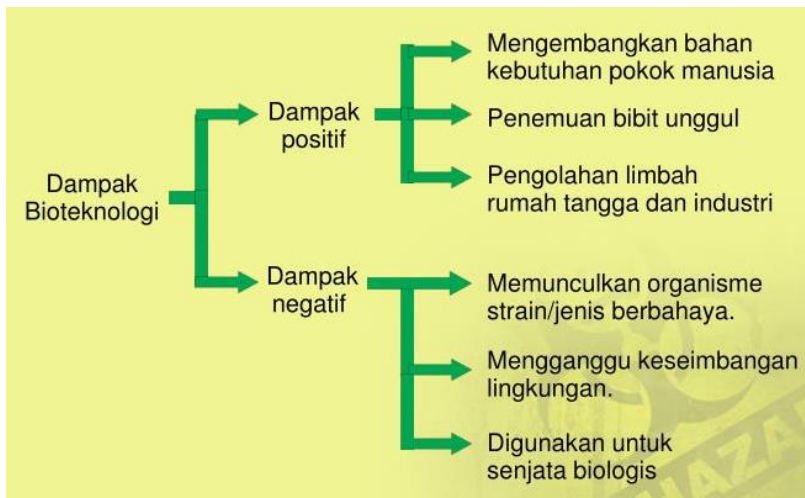 Dampak
Bioteknologi
Dampak
positif
Mengembangkan bahan
kebutuhan pokok manusia
Penemuan bibit unggul
Pengolahan limbah
rumah tangga dan industri
Dampak
negatif
Memunculkan organisme
strain/jenis berbahaya.
Mengganggu keseimbangan
lingkungan.
Digunakan untuk
senjata biologis